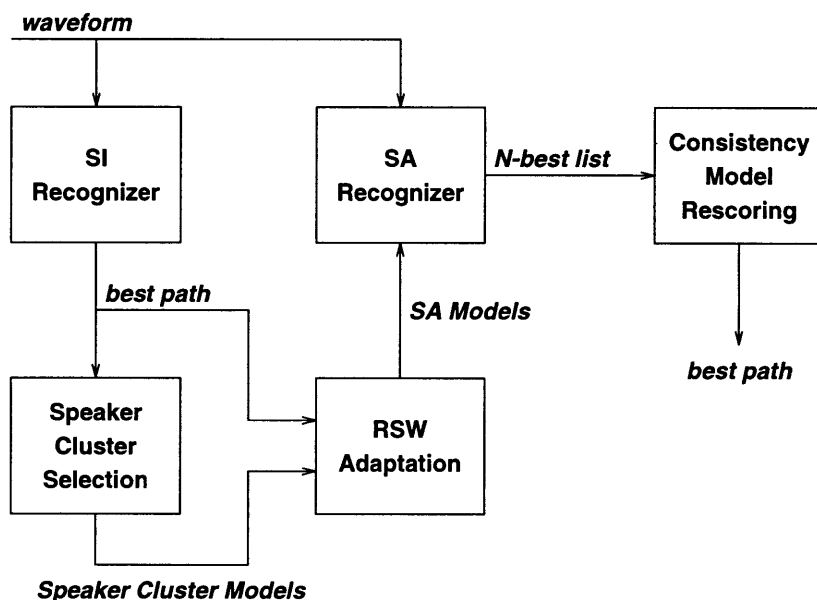 waveform
SI
Recognizer
SA
Recognizer
N-best list
Consistency
Model
Rescoring
best path
SA Models
best path
Speaker
Cluster
Selection
RSW
Adaptation
Speaker Cluster Models